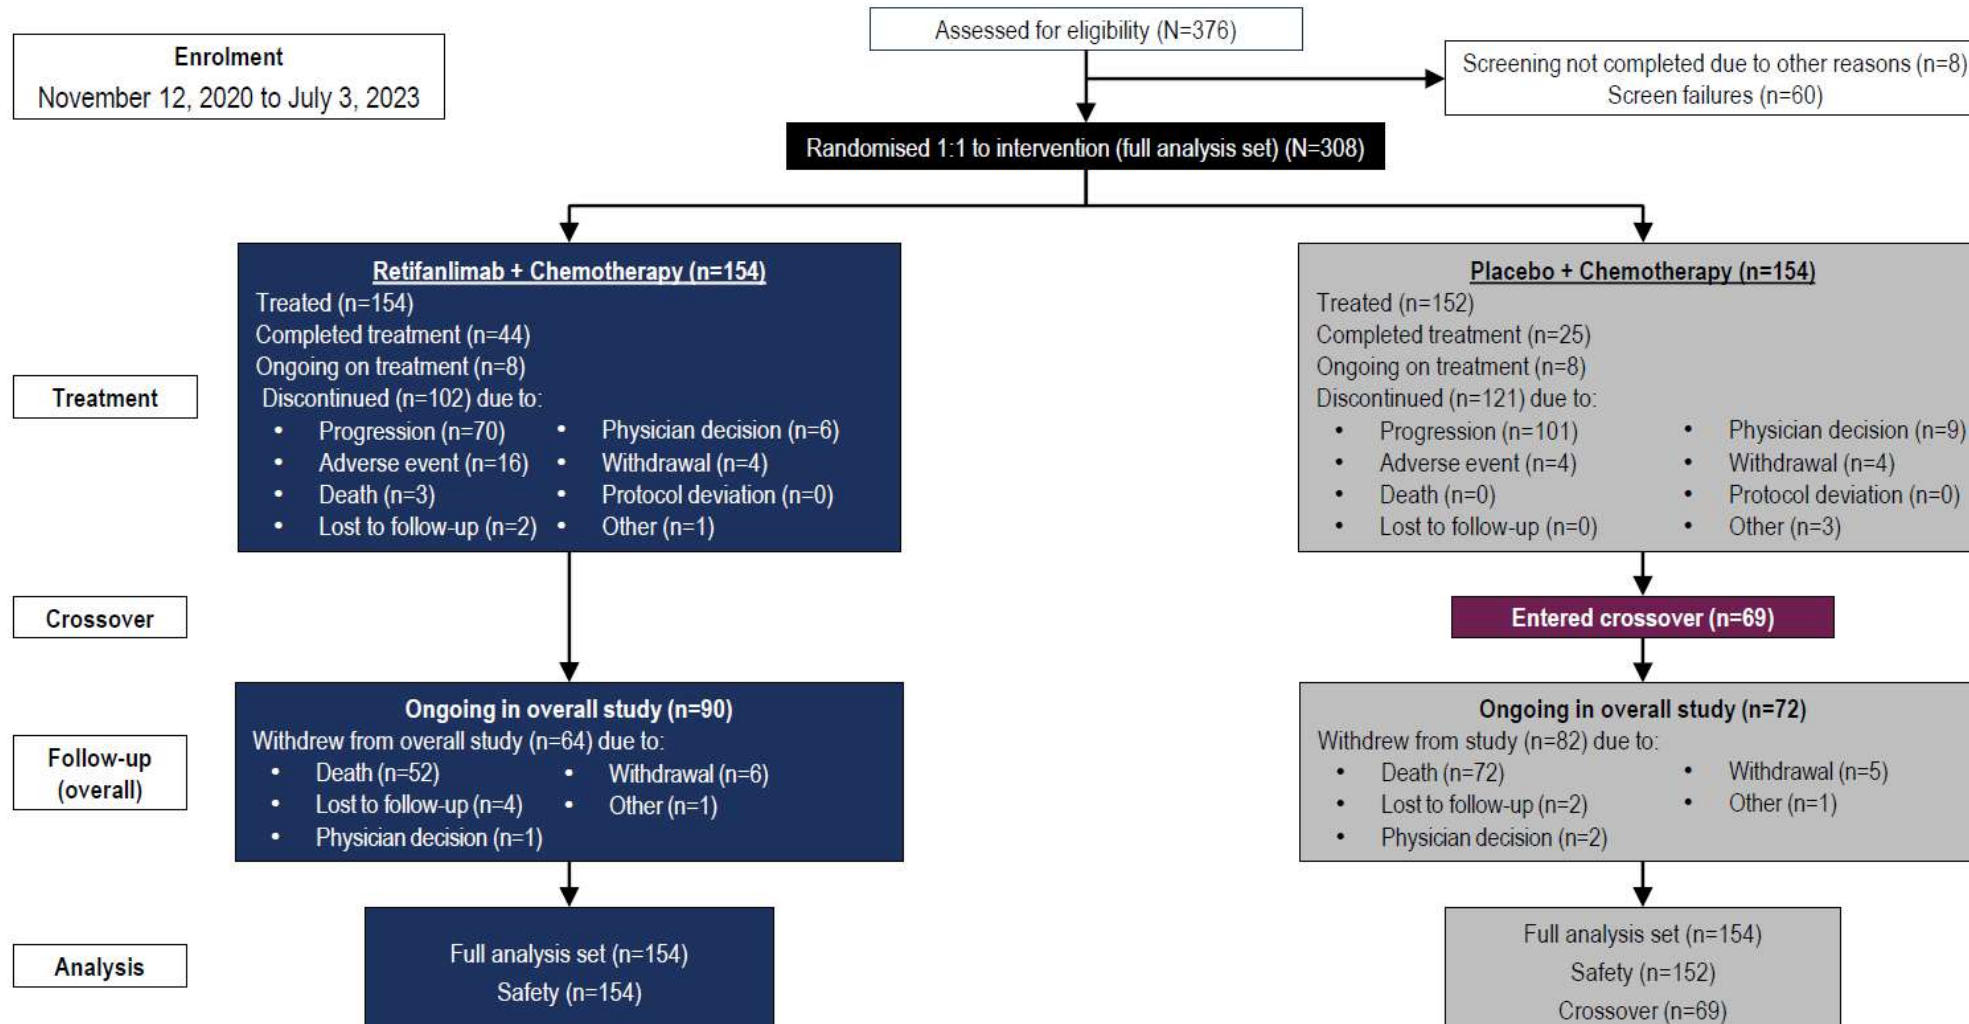 Assessed for eligibility (N=376)
Enrolment
November 12, 2020 to July 3, 2023
Screening not completed due to other reasons (n=8)
Screen failures (n=60)
Randomised 1:1 to intervention (full analysis set) (N=308)
Treatment
Retifanlimab + Chemotherapy (n=154)
Treated (n=154)
Completed treatment (n=44)
Ongoing on treatment (n=8)
Discontinued (n=102) due to:
• Progression (n=70) • Physician decision (n=6)
• Adverse event (n=16) • Withdrawal (n=4)
• Death (n=3) • Protocol deviation (n=0)
• Lost to follow-up (n=2) • Other (n=1)
Placebo + Chemotherapy (n=154)
Treated (n=152)
Completed treatment (n=25)
Ongoing on treatment (n=8)
Discontinued (n=121) due to:
• Progression (n=101) • Physician decision (n=9)
• Adverse event (n=4) • Withdrawal (n=4)
• Death (n=0) • Protocol deviation (n=0)
• Lost to follow-up (n=0) • Other (n=3)
Crossover
Entered crossover (n=69)
Follow-up
(overall)
Ongoing in overall study (n=90)
Withdrew from overall study (n=64) due to:
• Death (n=52) • Withdrawal (n=6)
• Lost to follow-up (n=4) • Other (n=1)
• Physician decision (n=1)
Ongoing in overall study (n=72)
Withdrew from study (n=82) due to:
• Death (n=72) • Withdrawal (n=5)
• Lost to follow-up (n=2) • Other (n=1)
• Physician decision (n=2)
Analysis
Full analysis set (n=154)
Safety (n=154)
Full analysis set (n=154)
Safety (n=152)
Crossover (n=69)